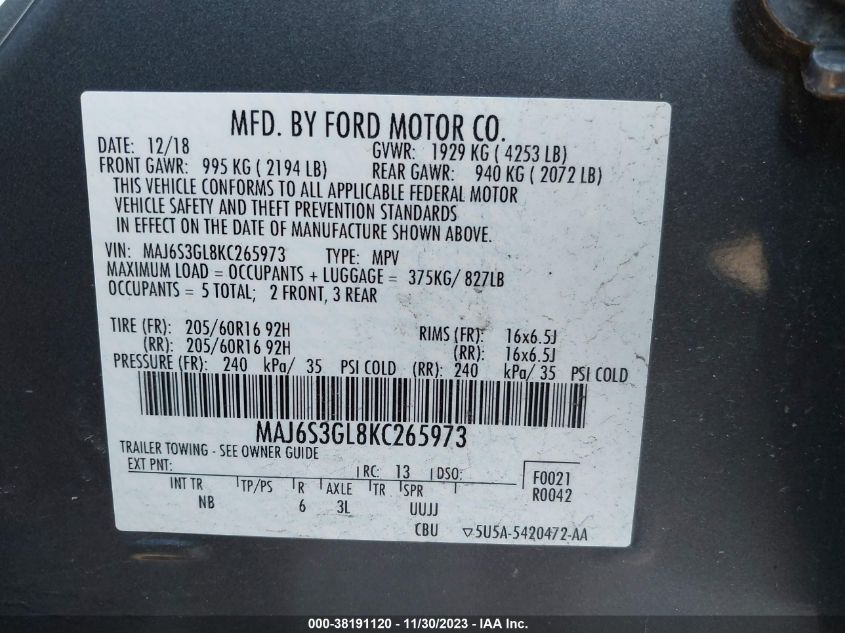 MFD. BY FORD MOTOR CO.
DATE: 12/18 GVWR: 1929 KG ( 4253 LB)
FRONT GAWR: 995 KG ( 2194 LB) REAR GAWR: 940 KG ( 2072 LB)
THIS VEHICLE CONFORMS TO ALL APPLICABLE FEDERAL MOTOR
VEHICLE SAFETY AND THEFT PREVENTION STANDARDS
IN EFFECT ON THE DATE OF MANUFACTURE SHOWN ABOVE.
VIN: MAJ6S3GL8KC265973 TYPE: MPV
MAXIMUM LOAD = OCCUPANTS + LUGGAGE = 375KG/ 827LB
OCCUPANTS = 5 TOTAL; 2 FRONT, 3 REAR
TIRE (FR): 205/60R16 92H RIMS (FR): 16x6.5J
(RR): 205/60R16 92H (RR): 16x6.5J
PRESSURE (FR): 240 kPa/ 35 PSI COLD (RR): 240 kPa/ 35 PSI COLD
MAJ6S3GL8KC265973
TRAILER TOWING - SEE OWNER GUIDE
EXT PNT: RC: 13 DSO: F0021
R0042
INT TR TP/PS R AXLE TR SPR
NB 6 3L UUJJ
CBU ▽5U5A-5420472-AA
000-38191120 - 11/30/2023 - IAA Inc.